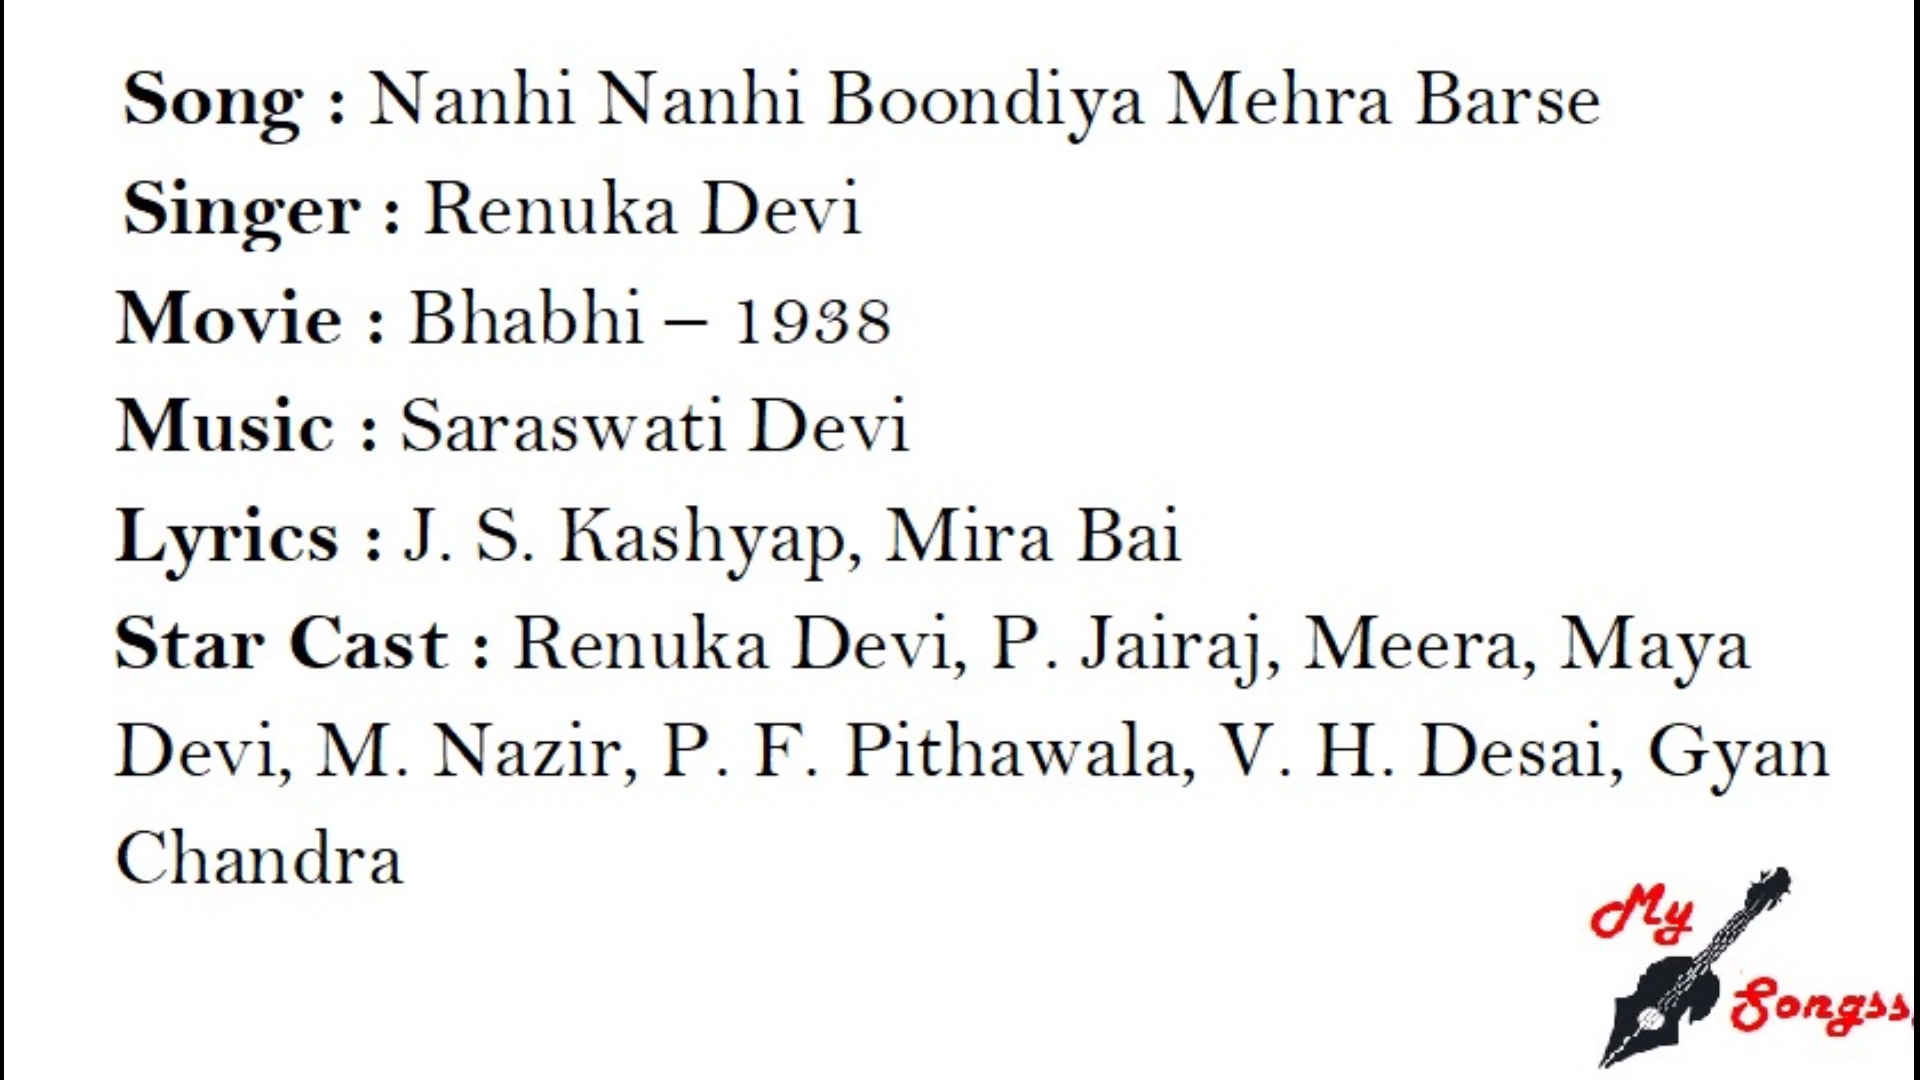 Song : Nanhi Nanhi Boondiya Mehra Barse
Singer : Renuka Devi
Movie : Bhabhi – 1938
Music : Saraswati Devi
Lyrics : J. S. Kashyap, Mira Bai
Star Cast : Renuka Devi, P. Jairaj, Meera, Maya
Devi, M. Nazir, P. F. Pithawala, V. H. Desai, Gyan
Chandra
My
Songss